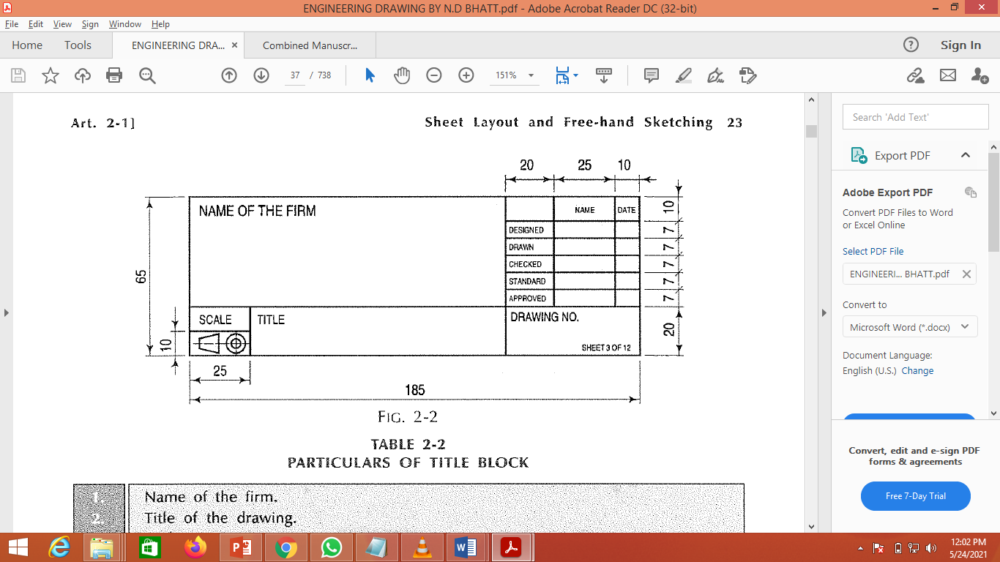 ENGINEERING DRAWING BY N.D BHATT.pdf - Adobe Acrobat Reader DC (32-bit)
File Edit View Sign Window Help
Home Tools ENGINEERING DRA... × Combined Manuscr... ? Sign In
37 / 738 151%
Art. 2-1] Sheet Layout and Free-hand Sketching 23
20 25 10
NAME OF THE FIRM NAME DATE 10
DESIGNED 7
DRAWN 7
CHECKED 7
STANDARD 7
APPROVED 7
65
SCALE TITLE DRAWING NO.
10 SHEET 3 OF 12 20
25
185
FIG. 2-2
TABLE 2-2
PARTICULARS OF TITLE BLOCK
1. Name of the firm.
2. Title of the drawing.
Search 'Add Text'
Export PDF
Adobe Export PDF
Convert PDF Files to Word
or Excel Online
Select PDF File
ENGINEERI... BHATT.pdf
Convert to
Microsoft Word (*.docx)
Document Language:
English (U.S.) Change
Convert, edit and e-sign PDF
forms & agreements
Free 7-Day Trial
12:02 PM
5/24/2021